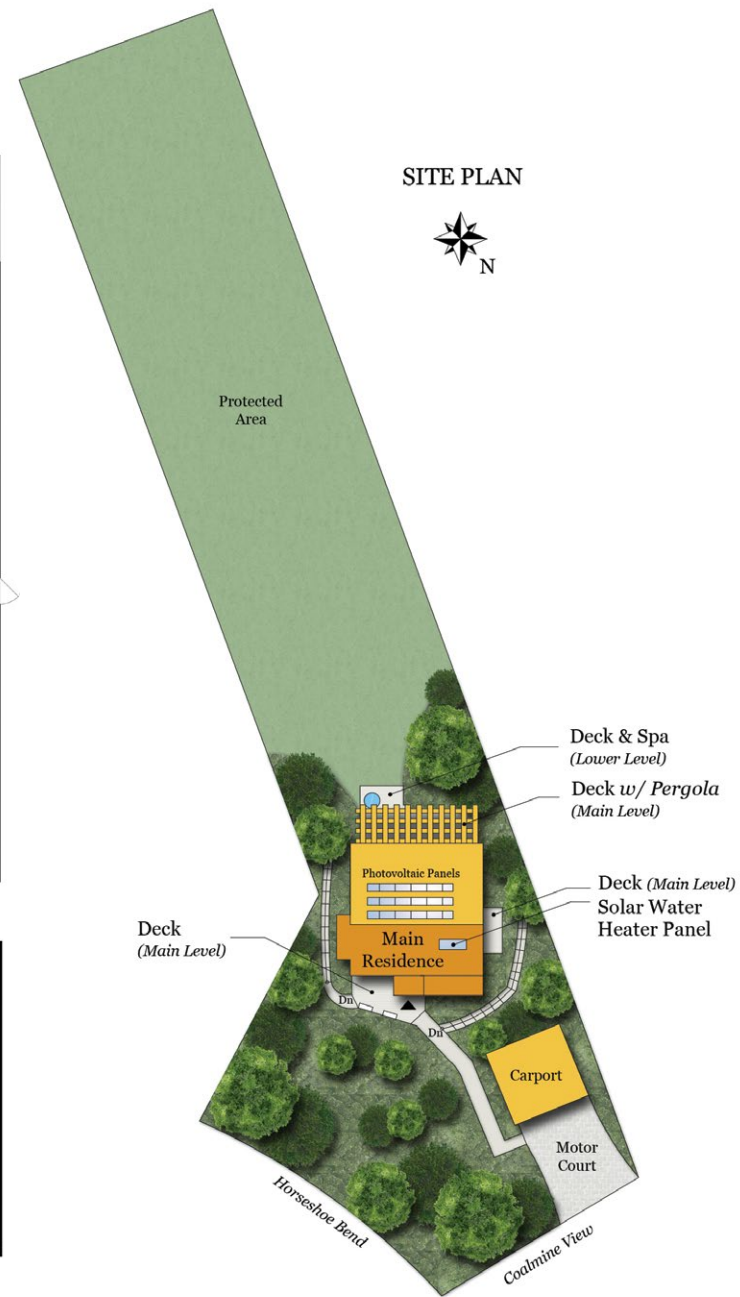 SITE PLAN
N
Protected
Area
Deck & Spa
(Lower Level)
Deck w/ Pergola
(Main Level)
Photovoltaic Panels
Deck (Main Level)
Solar Water
Heater Panel
Deck
(Main Level)
Main
Residence
Dn
Dn
Carport
Motor
Court
Horseshoe Bend
Coalmine View